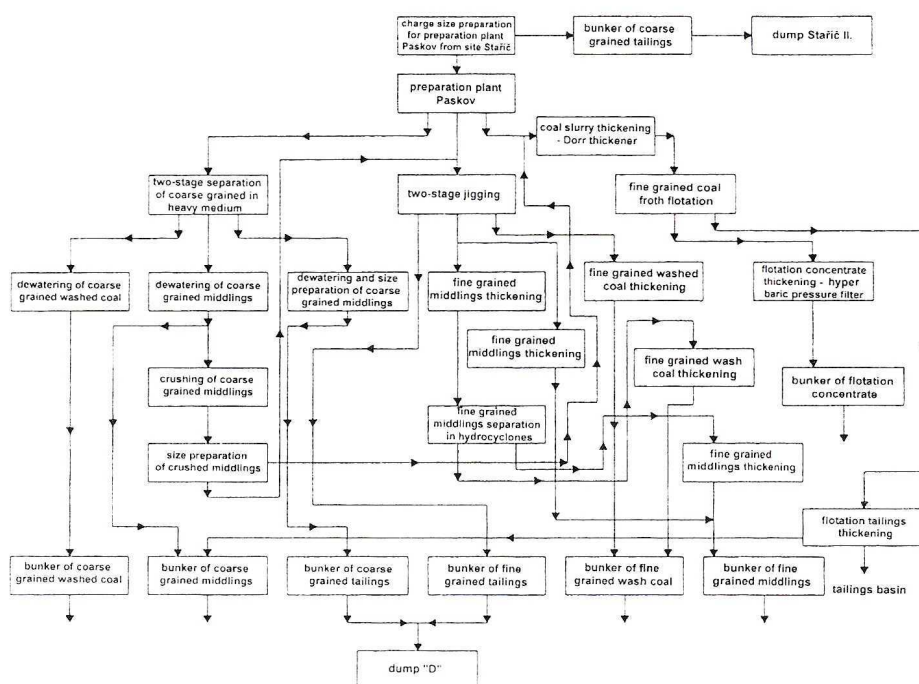 charge size preparation
for preparation plant
Paskov from site Stařič
bunker of coarse
grained tailings
dump Stařič II.
preparation plant
Paskov
coal slurry thickening
- Dorr thickener
two-stage separation
of coarse grained in
heavy medium
two-stage jigging
fine grained coal
froth flotation
dewatering of coarse
grained washed coal
dewatering of coarse
grained middlings
dewatering and size
preparation of coarse
grained middlings
fine grained
middlings thickening
fine grained washed
coal thickening
flotation concentrate
thickening - hyper
baric pressure filter
fine grained
middlings thickening
fine grained wash
coal thickening
crushing of coarse
grained middlings
bunker of flotation
concentrate
fine grained
middlings separation
in hydrocyclones
size preparation
of crushed middlings
fine grained
middlings thickening
flotation tailings
thickening
bunker of coarse
grained washed coal
bunker of coarse
grained middlings
bunker of coarse
grained tailings
bunker of fine
grained tailings
bunker of fine
grained wash coal
bunker of fine
grained middlings
tailings basin
dump "D"